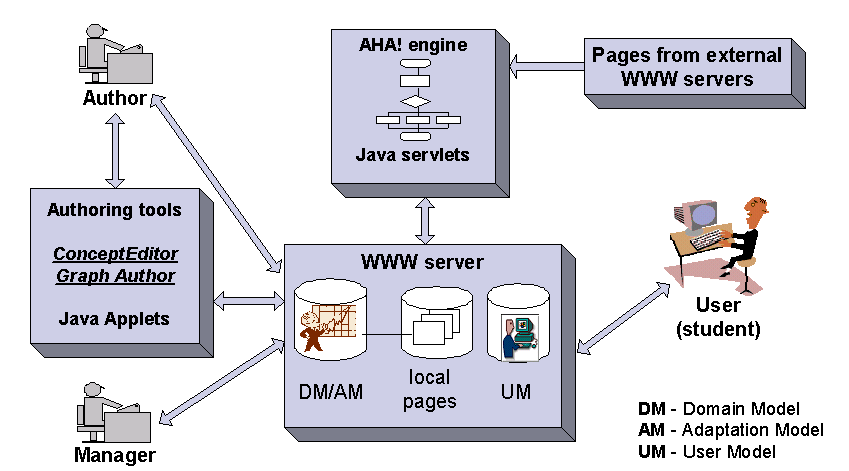 AHA! engine
Java servlets
Pages from external
WWW servers
Author
Authoring tools
ConceptEditor
Graph Author
Java Applets
WWW server
DM/AM
local
pages
UM
User
(student)
Manager
DM - Domain Model
AM - Adaptation Model
UM - User Model